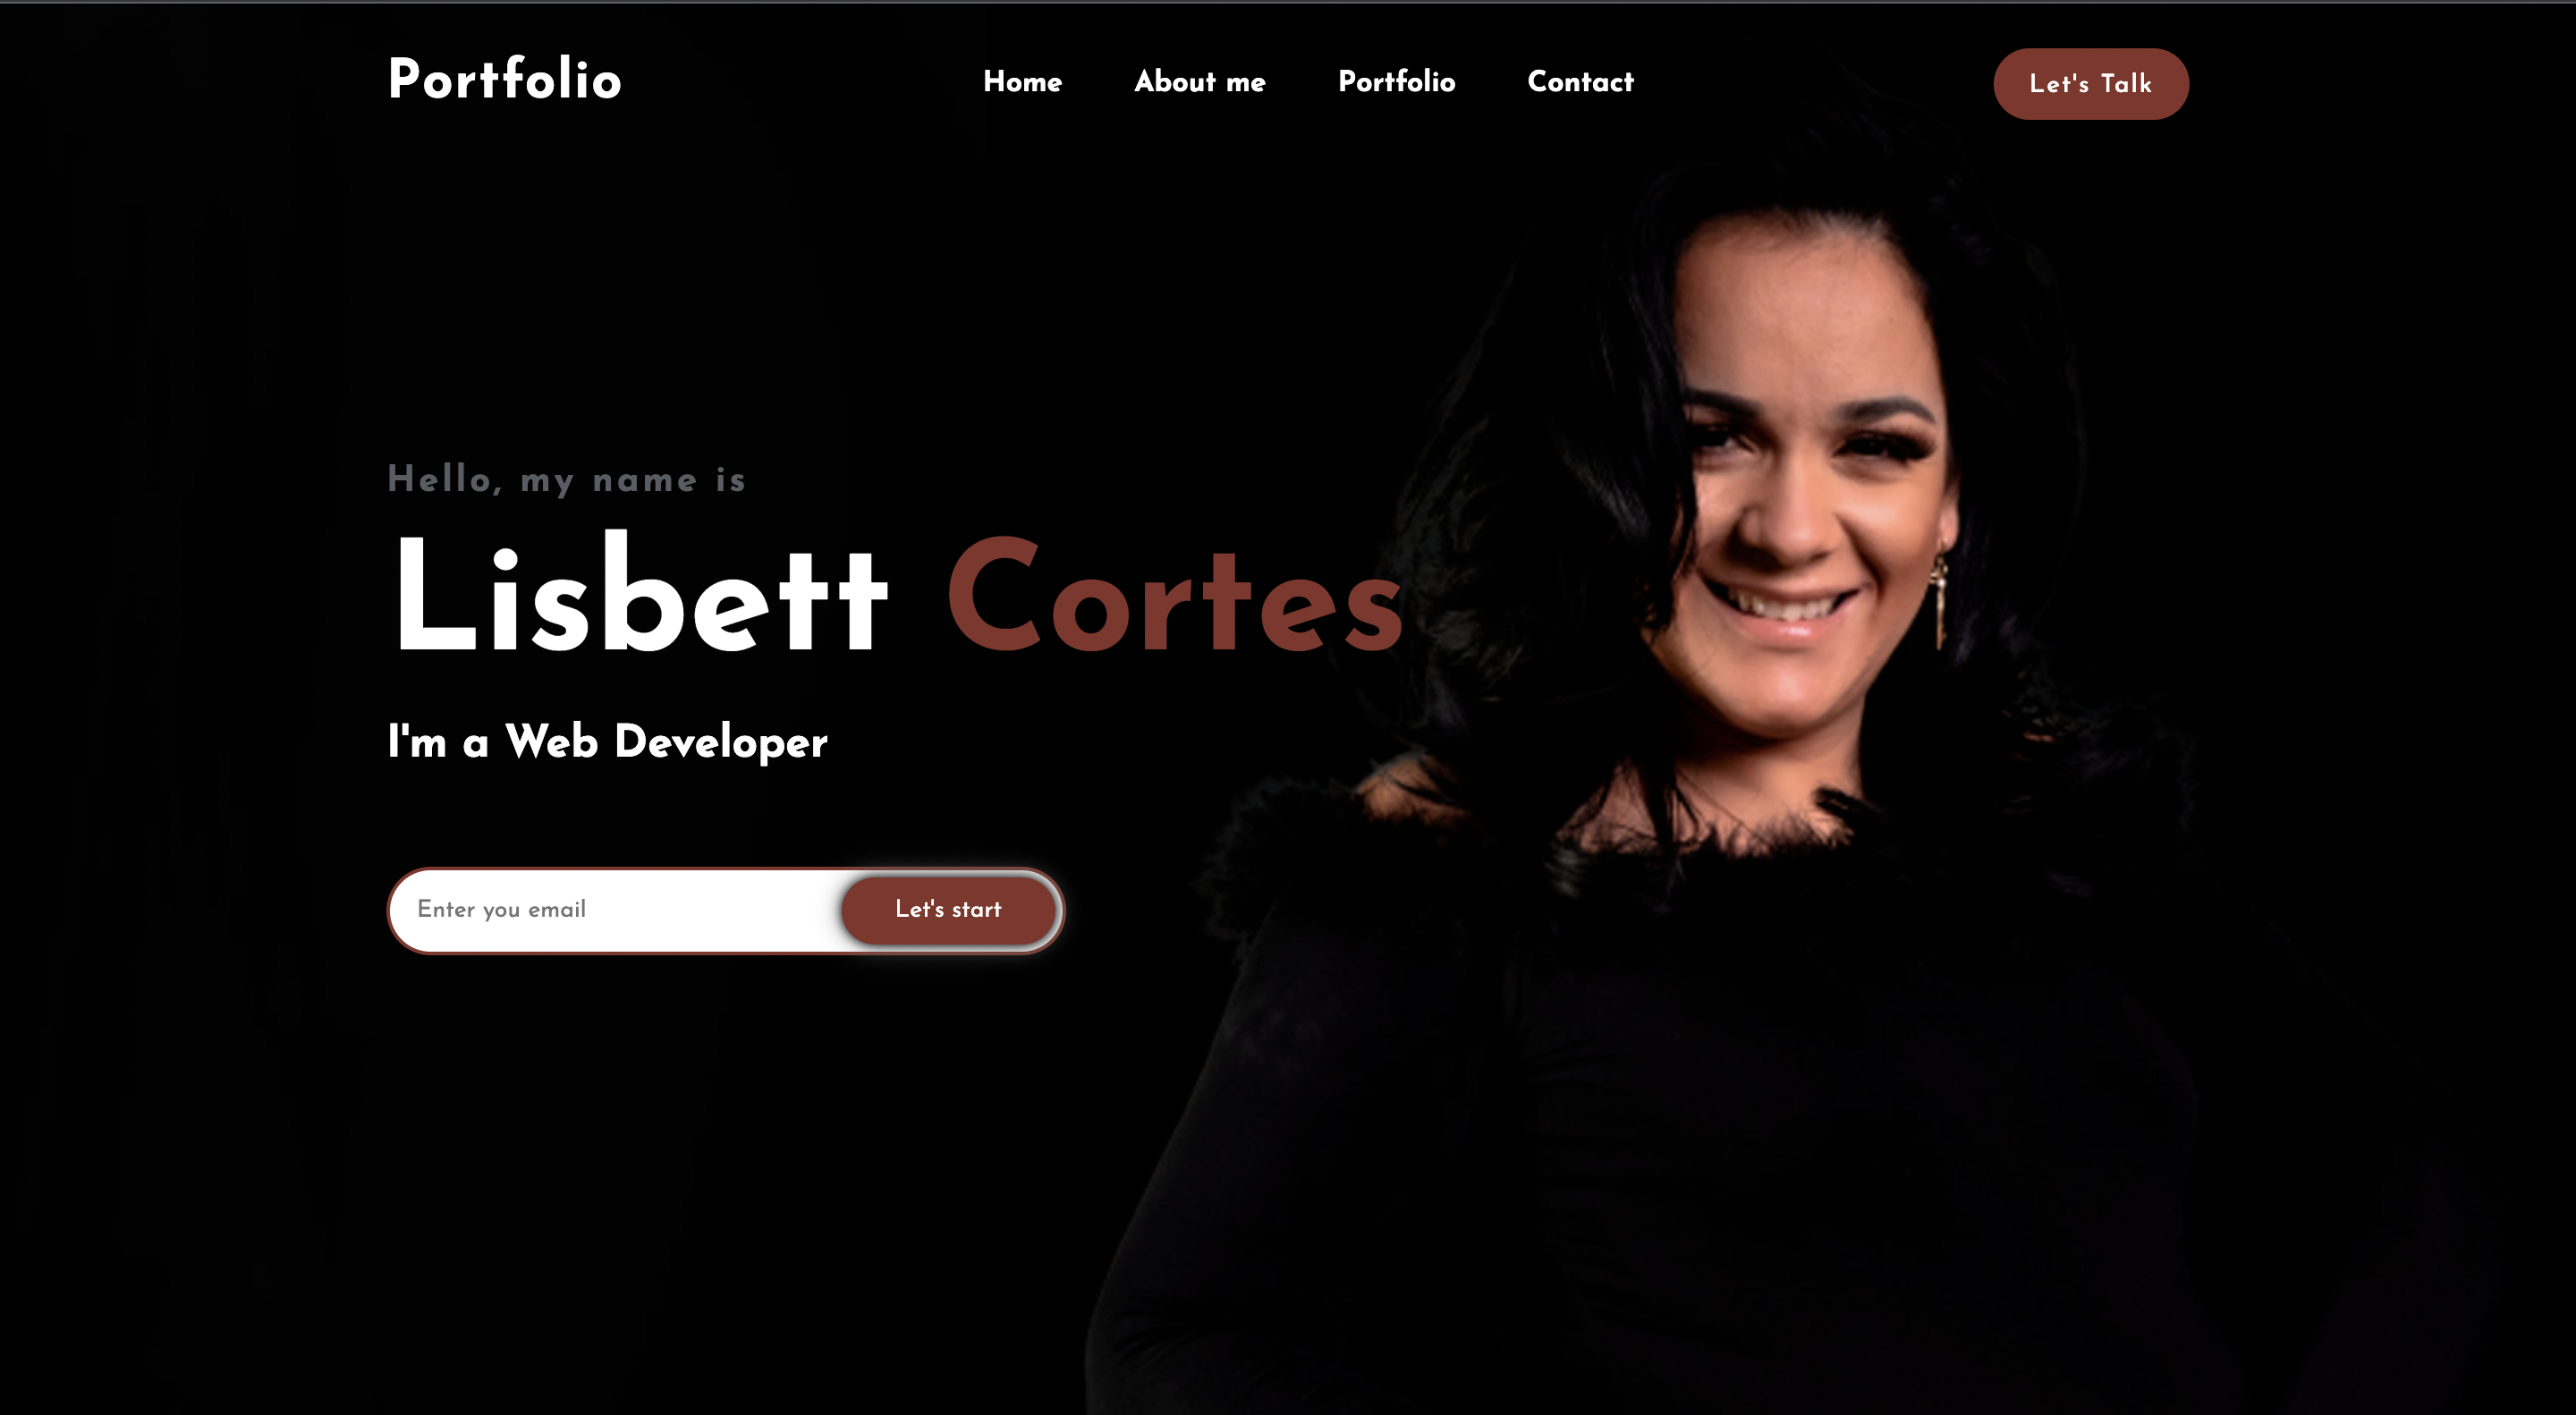 Portfolio
Home About me Portfolio Contact
Let's Talk
Hello, my name is
Lisbett Cortes
I'm a Web Developer
Enter you email
Let's start